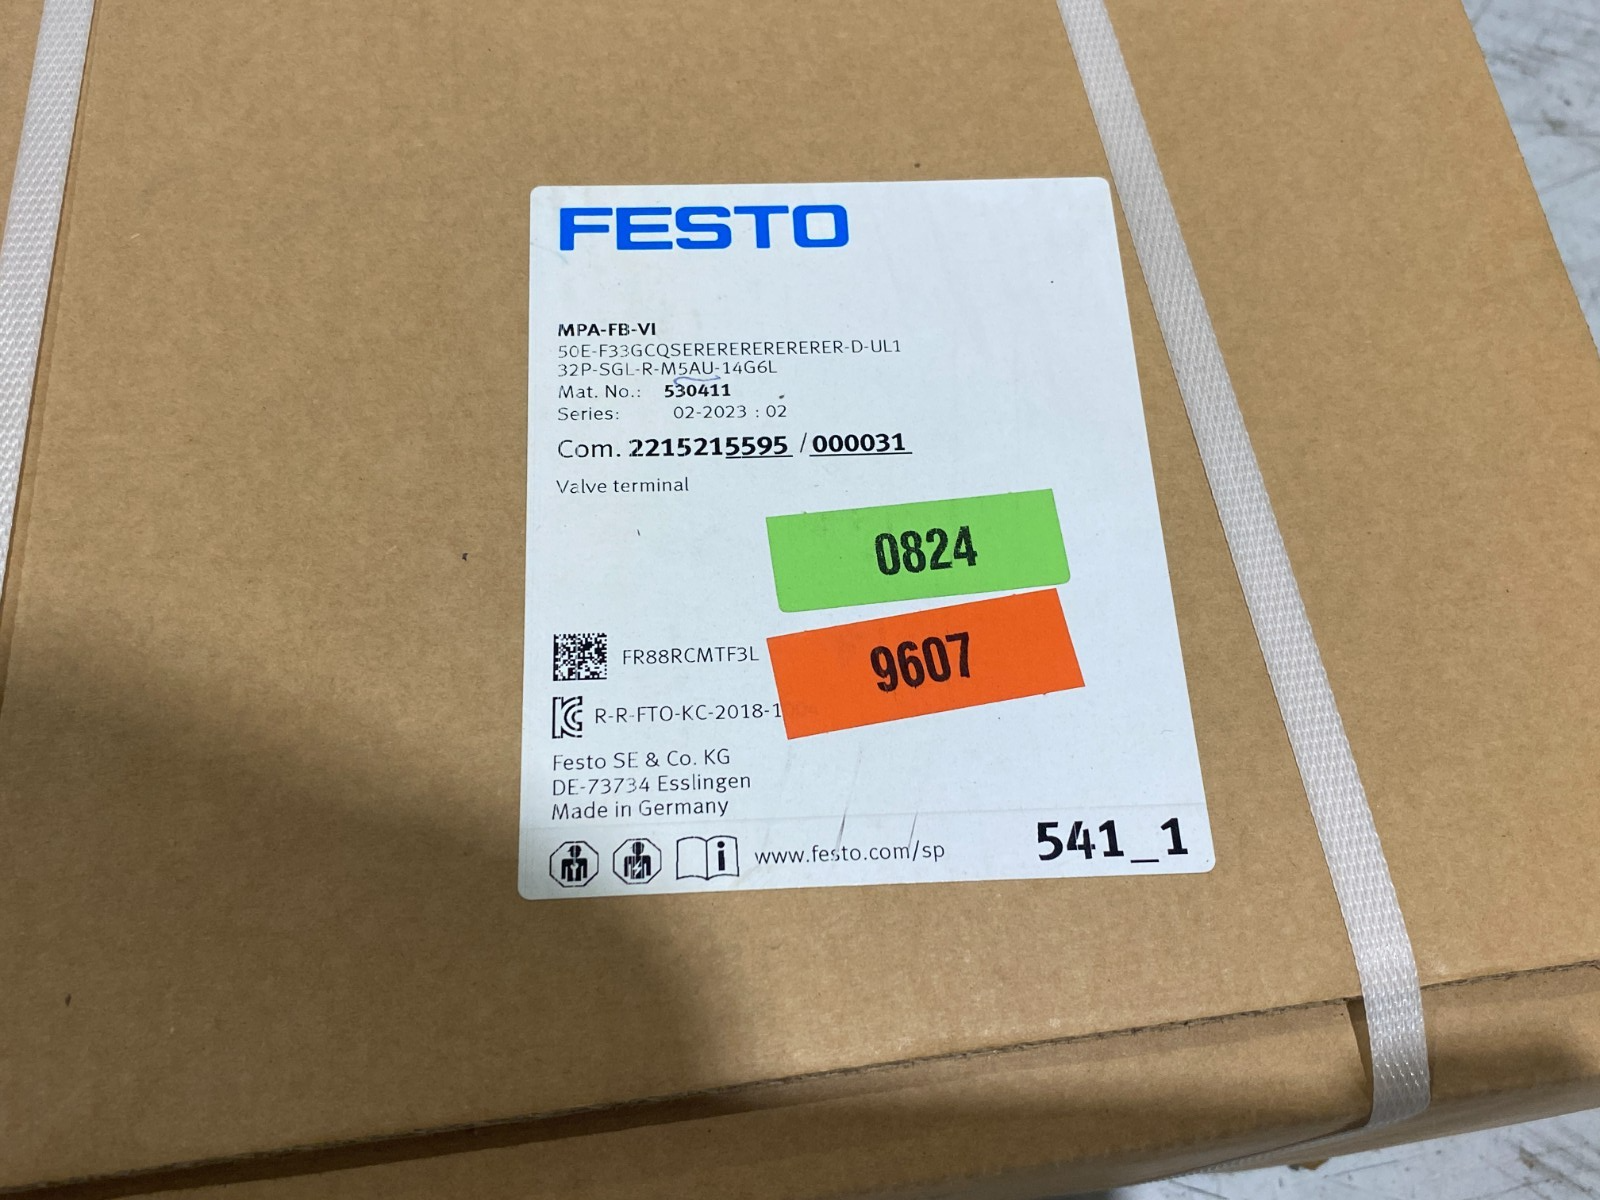 FESTO
MPA-FB-VI
50E-F33GCQSERERERERERERER-D-UL1
32P-SGL-R-M5AU-14G6L
Mat. No.: 530411
Series: 02-2023 : 02
Com. 2215215595 / 000031
Valve terminal
0824
FR88RCMTF3L
9607
R-R-FTO-KC-2018-1
Festo SE & Co. KG
DE-73734 Esslingen
Made in Germany
www.festo.com/sp
541_1